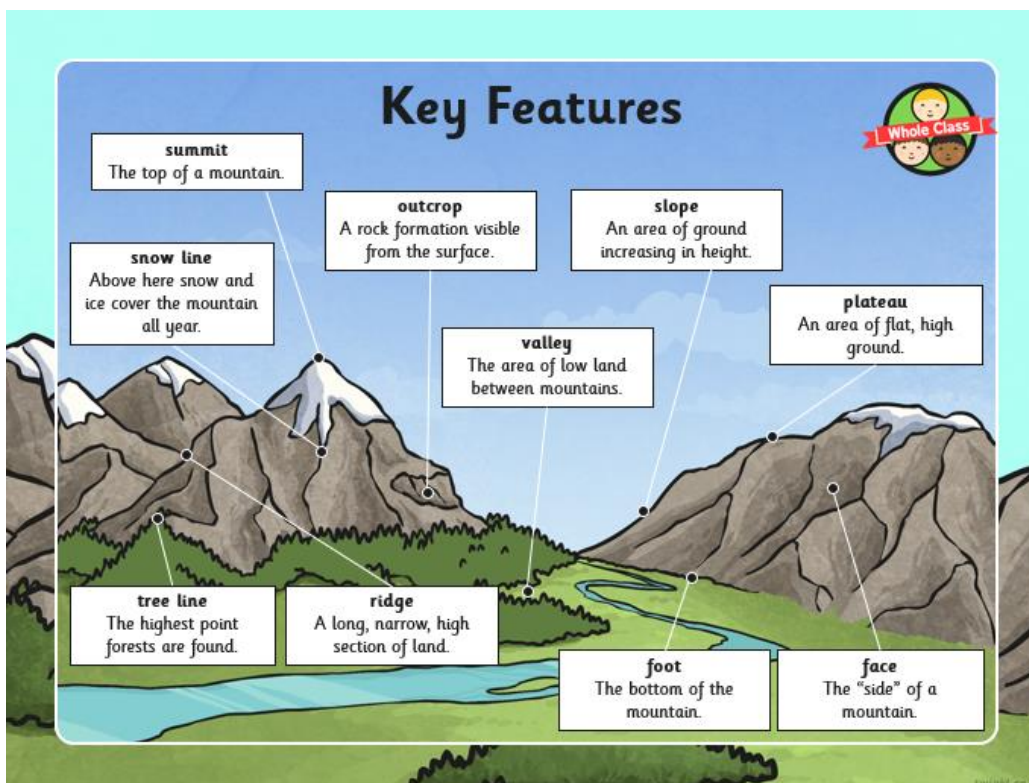 Key Features
Whole Class
summit
The top of a mountain.
outcrop
A rock formation visible
from the surface.
slope
An area of ground
increasing in height.
snow line
Above here snow and
ice cover the mountain
all year.
plateau
An area of flat, high
ground.
valley
The area of low land
between mountains.
tree line
The highest point
forests are found.
ridge
A long, narrow, high
section of land.
foot
The bottom of the
mountain.
face
The “side” of a
mountain.